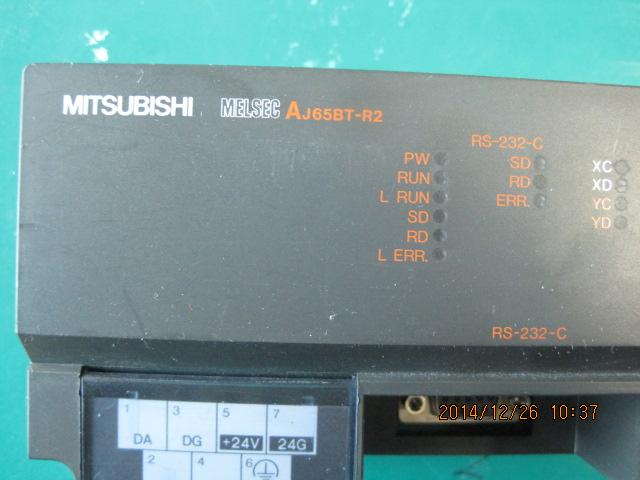 MITSUBISHI MELSEC AJ65BT-R2
RS-232-C
PW
RUN
L RUN
SD
RD
L ERR.
SD
RD
ERR.
XC
XD
YC
YD
RS-232-C
2014/12/26 10:37
1 3 5 7
DA DG +24V 24G
2 4 6